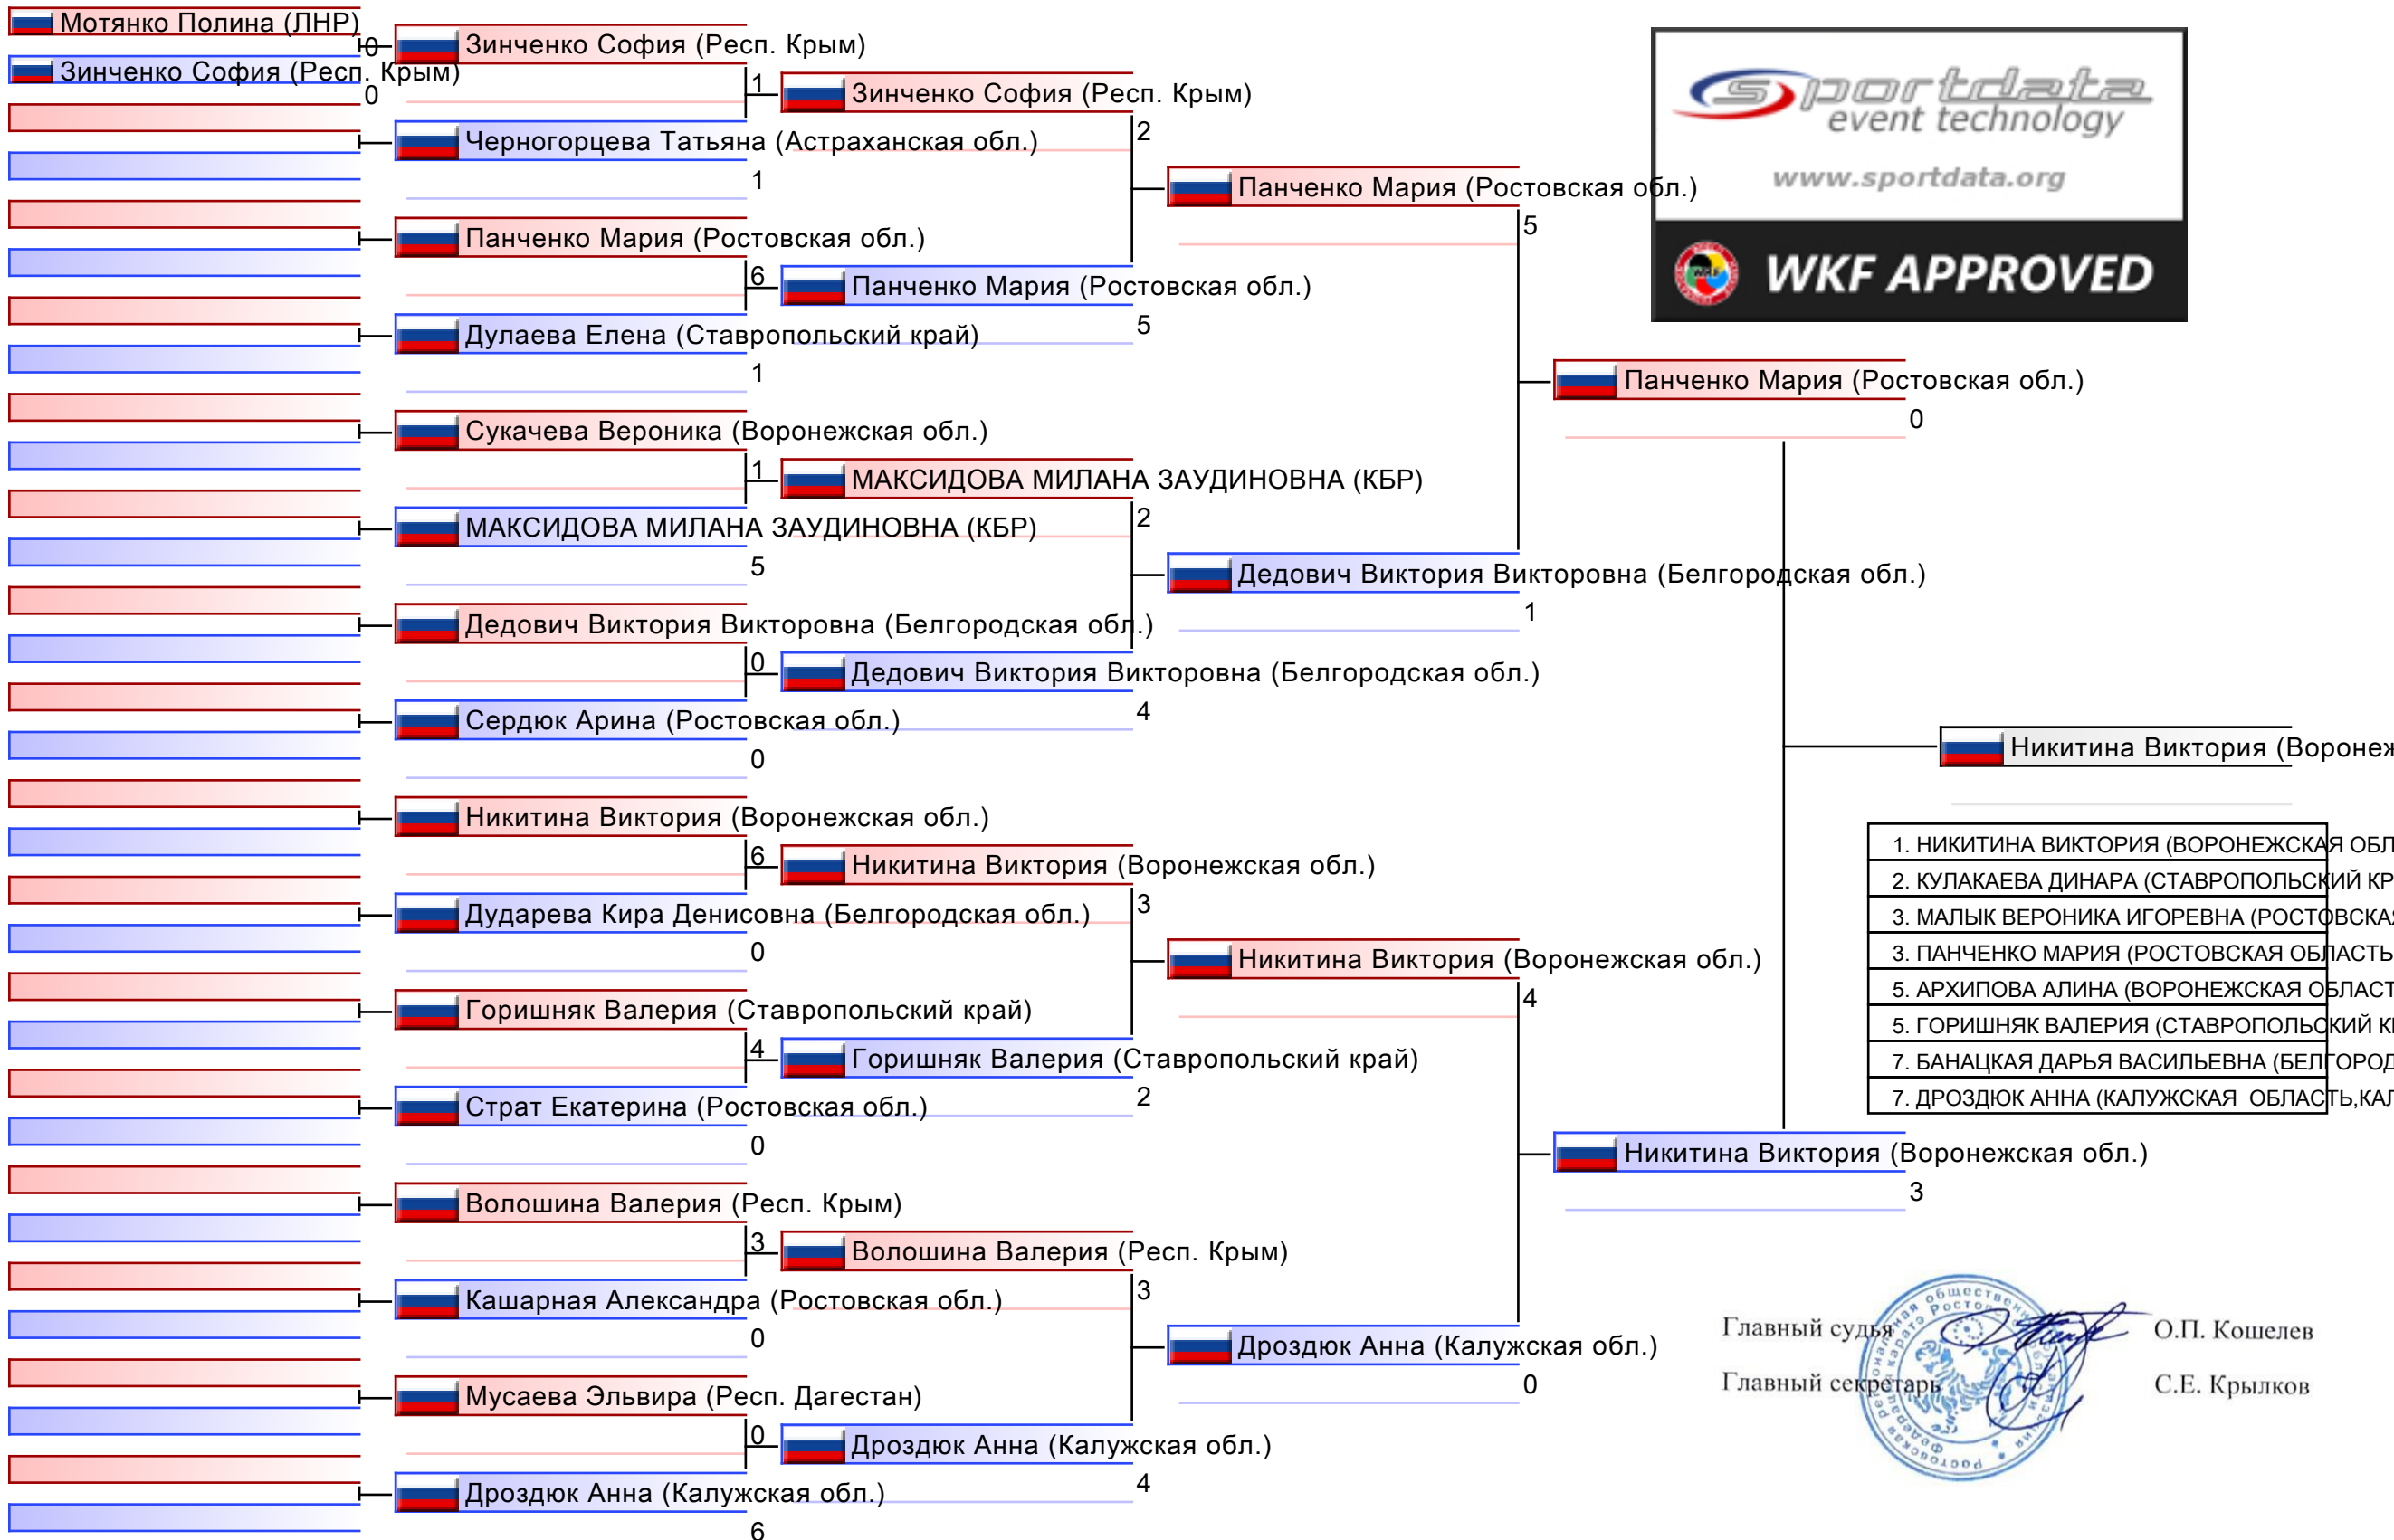 Мотянко Полина (ЛНР)
0
Зинченко София (Респ. Крым)
0
Зинченко София (Респ. Крым)
1
Черногорцева Татьяна (Астраханская обл.)
1
Панченко Мария (Ростовская обл.)
6
Дулаева Елена (Ставропольский край)
1
Сукачева Вероника (Воронежская обл.)
1
МАКСИДОВА МИЛАНА ЗАУДИНОВНА (КБР)
5
Дедович Виктория Викторовна (Белгородская обл.)
0
Сердюк Арина (Ростовская обл.)
0
Никитина Виктория (Воронежская обл.)
6
Дударева Кира Денисовна (Белгородская обл.)
0
Горишняк Валерия (Ставропольский край)
4
Страт Екатерина (Ростовская обл.)
0
Волошина Валерия (Респ. Крым)
3
Кашарная Александра (Ростовская обл.)
0
Мусаева Эльвира (Респ. Дагестан)
0
Дроздюк Анна (Калужская обл.)
6
Зинченко София (Респ. Крым)
2
Панченко Мария (Ростовская обл.)
5
МАКСИДОВА МИЛАНА ЗАУДИНОВНА (КБР)
2
Дедович Виктория Викторовна (Белгородская обл.)
4
Никитина Виктория (Воронежская обл.)
3
Горишняк Валерия (Ставропольский край)
2
Волошина Валерия (Респ. Крым)
3
Дроздюк Анна (Калужская обл.)
4
Панченко Мария (Ростовская обл.)
5
Дедович Виктория Викторовна (Белгородская обл.)
1
Никитина Виктория (Воронежская обл.)
4
Дроздюк Анна (Калужская обл.)
0
Панченко Мария (Ростовская обл.)
0
Никитина Виктория (Воронежская обл.)
3
Никитина Виктория (Воронеж
sportdata
event technology
www.sportdata.org
WKF APPROVED
1. НИКИТИНА ВИКТОРИЯ (ВОРОНЕЖСКАЯ ОБЛ
2. КУЛАКАЕВА ДИНАРА (СТАВРОПОЛЬСКИЙ КР
3. МАЛЫК ВЕРОНИКА ИГОРЕВНА (РОСТОВСКАЯ
3. ПАНЧЕНКО МАРИЯ (РОСТОВСКАЯ ОБЛАСТЬ
5. АРХИПОВА АЛИНА (ВОРОНЕЖСКАЯ ОБЛАСТ
5. ГОРИШНЯК ВАЛЕРИЯ (СТАВРОПОЛЬСКИЙ К
7. БАНАЦКАЯ ДАРЬЯ ВАСИЛЬЕВНА (БЕЛГОРОД
7. ДРОЗДЮК АННА (КАЛУЖСКАЯ ОБЛАСТЬ,КАЛ
Главный судья О.П. Кошелев
Главный секретарь С.Е. Крылков